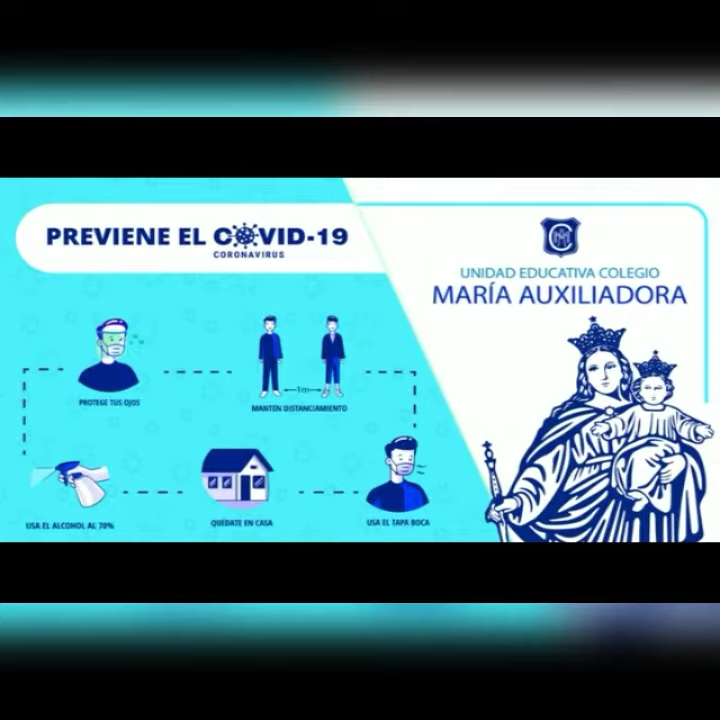 PREVIENE EL COVID-19
CORONAVIRUS
UNIDAD EDUCATIVA COLEGIO
MARÍA AUXILIADORA
PROTEGE TUS OJOS
1m
MANTEN DISTANCIAMIENTO
USA EL ALCOHOL AL 70%
QUÉDATE EN CASA
USA EL TAPA BOCA